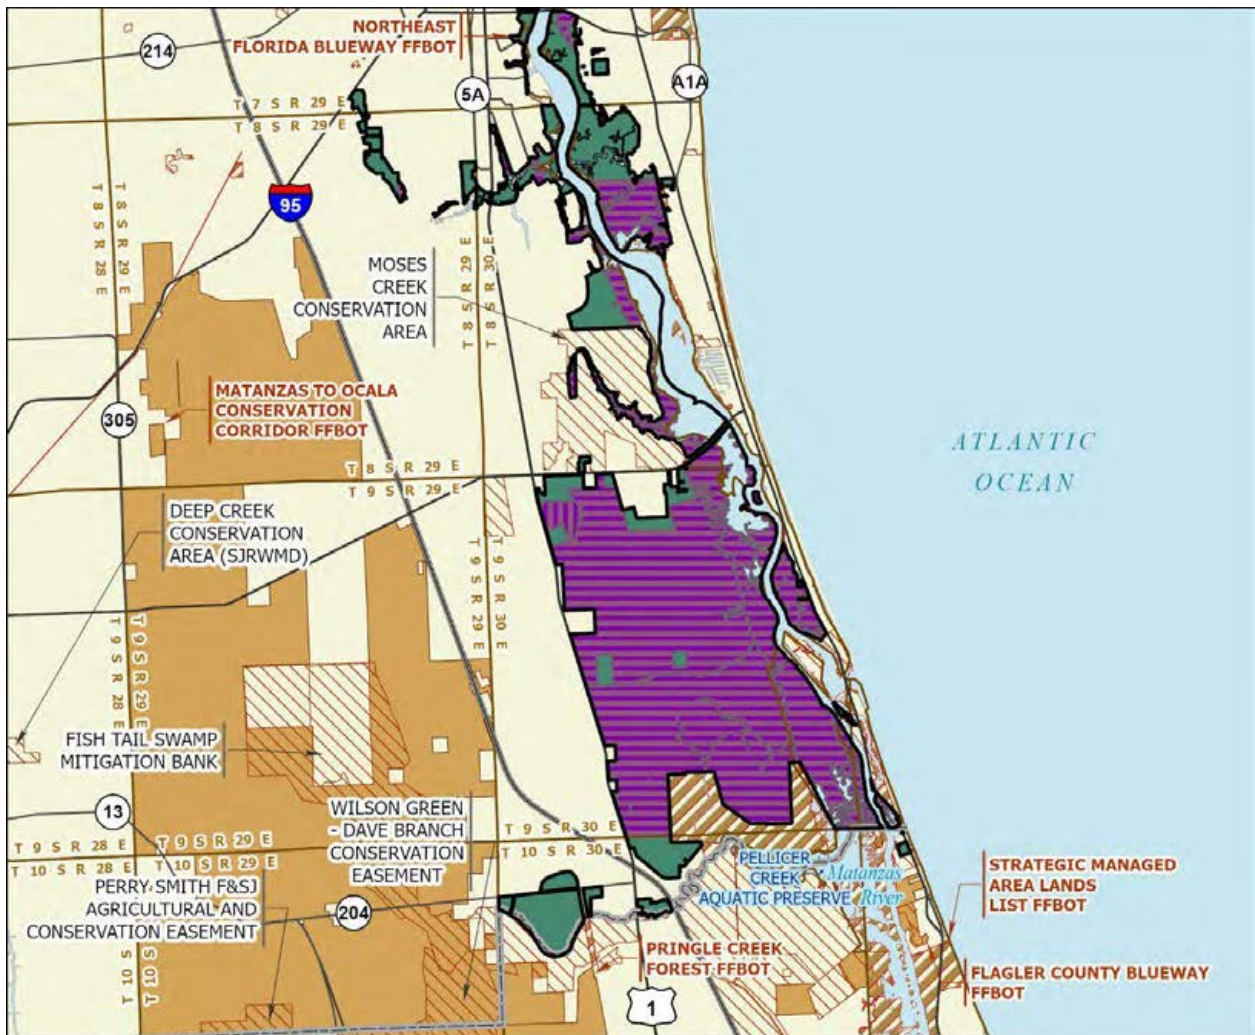 NORTHEAST
FLORIDA BLUEWAY FFBOT
214
5A
A1A
T 7 S R 29 E
T 8 S R 29 E
95
T 8 S R 28 E
T 8 S R 29 E
MOSES
CREEK
CONSERVATION
AREA
T 8 S R 29 E
T 8 S R 30 E
MATANZAS TO OCALA
CONSERVATION
CORRIDOR FFBOT
305
ATLANTIC
OCEAN
T 8 S R 29 E
T 9 S R 29 E
DEEP CREEK
CONSERVATION
AREA (SJRWMD)
T 9 S R 29 E
T 9 S R 30 E
T 9 S R 28 E
T 9 S R 29 E
FISH TAIL SWAMP
MITIGATION BANK
13
WILSON GREEN
- DAVE BRANCH
CONSERVATION
EASEMENT
T 9 S R 28 E
T 9 S R 29 E
T 10 S R 28 E
T 10 S R 29 E
T 9 S R 30 E
T 10 S R 30 E
PELLICER
CREEK
AQUATIC PRESERVE
Matanzas
River
STRATEGIC MANAGED
AREA LANDS
LIST FFBOT
PERRY SMITH F&SJ
AGRICULTURAL AND
CONSERVATION EASEMENT
204
PRINGLE CREEK
FOREST FFBOT
FLAGLER COUNTY BLUEWAY
FFBOT
T 10 S
T 10 S
1